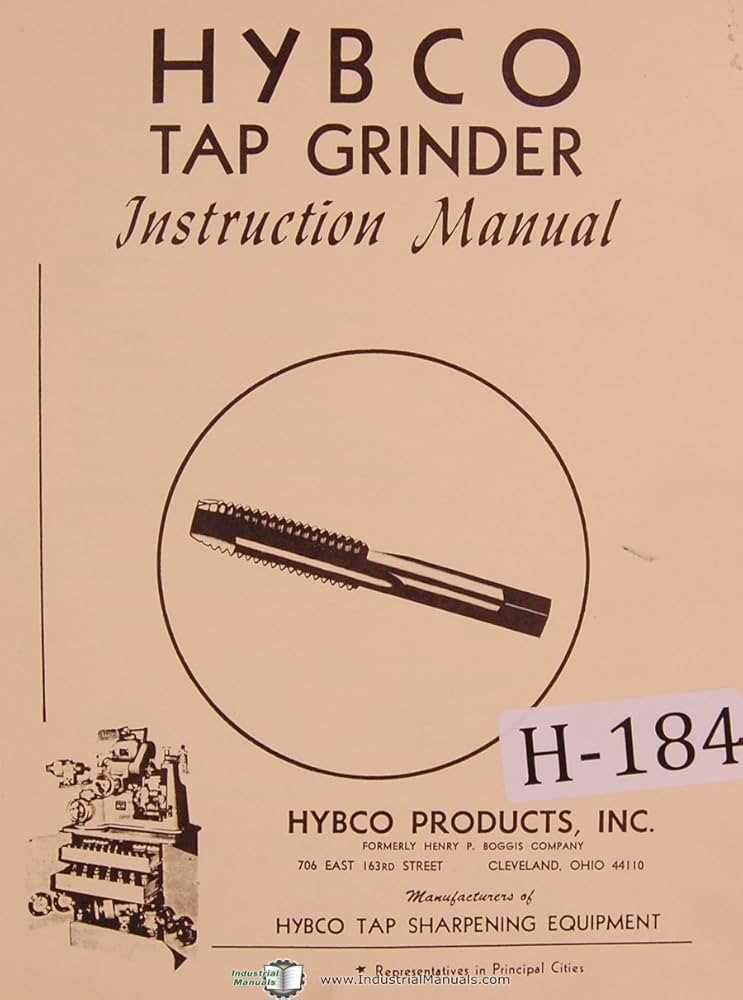 HYBCO
TAP GRINDER
Instruction Manual
H-184
HYBCO PRODUCTS, INC.
FORMERLY HENRY P. BOGGIS COMPANY
706 EAST 163RD STREET CLEVELAND, OHIO 44110
Manufacturers of
HYBCO TAP SHARPENING EQUIPMENT
★ Representatives in Principal Cities
Industrial Manuals www.IndustrialManuals.com